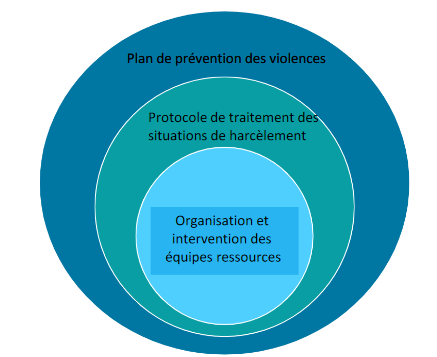 Plan de prévention des violences
Protocole de traitement des
situations de harcèlement
Organisation et
intervention des
équipes ressources